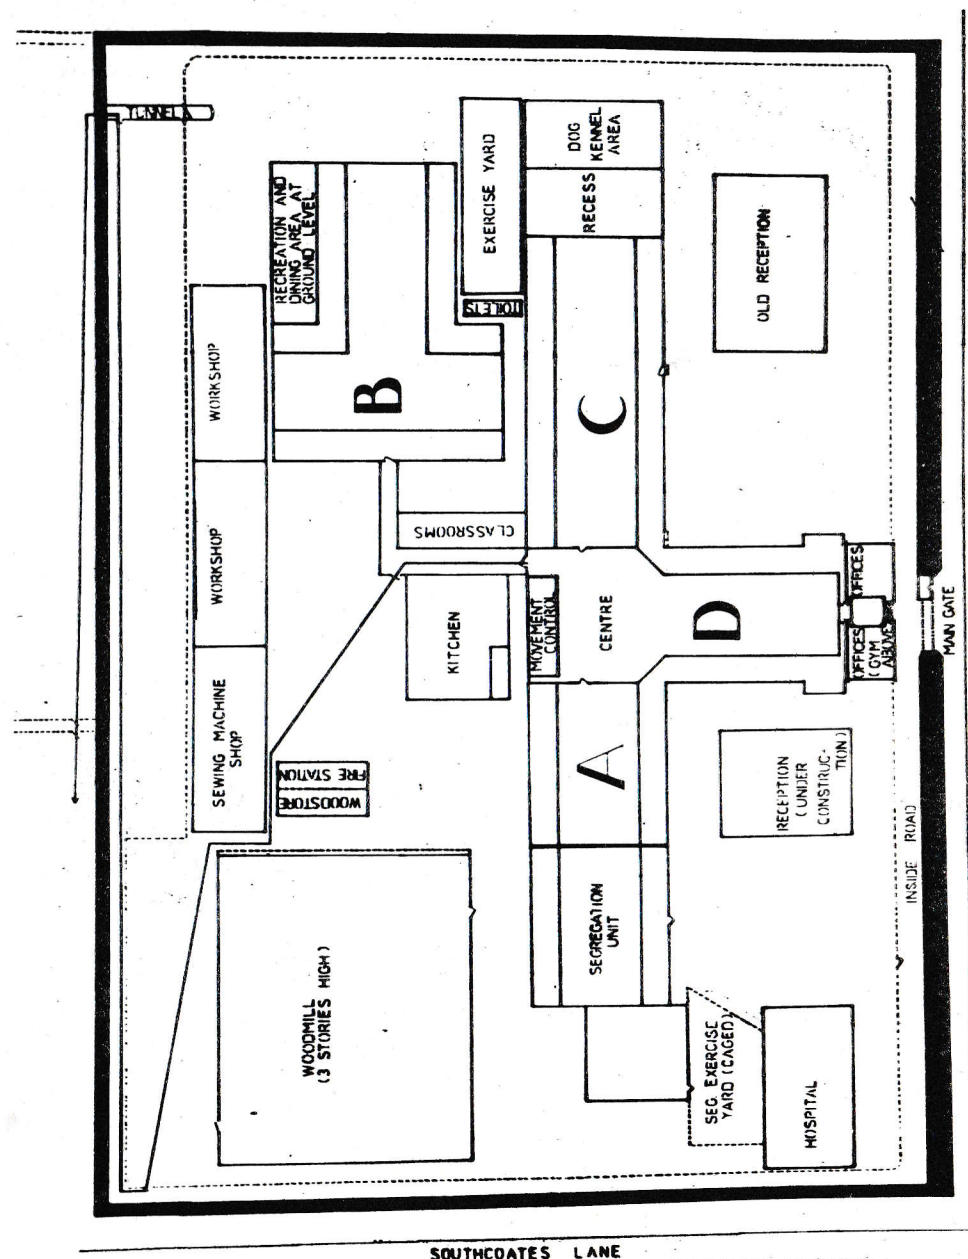 TUNNEL
RECREATION AND
DINING AREA AT
GROUND LEVEL
EXERCISE YARD
DOG
KENNEL
AREA
RECESS
TOILETS
OLD RECEPTION
WORKSHOP
B
C
WORKSHOP
CLASSROOMS
KITCHEN
MOVEMENT
CONTROL
CENTRE
D
OFFICES
OFFICES
(GYM
ABOVE)
MAIN GATE
SEWING MACHINE
SHOP
FIRE STATION
WOODSTORE
A
RECEPTION
(UNDER
CONSTRUC-
TION)
INSIDE ROAD
SEGREGATION
UNIT
WOODMILL
(3 STORIES HIGH)
SEG. EXERCISE
YARD (CAGED)
HOSPITAL
SOUTHCOATES LANE